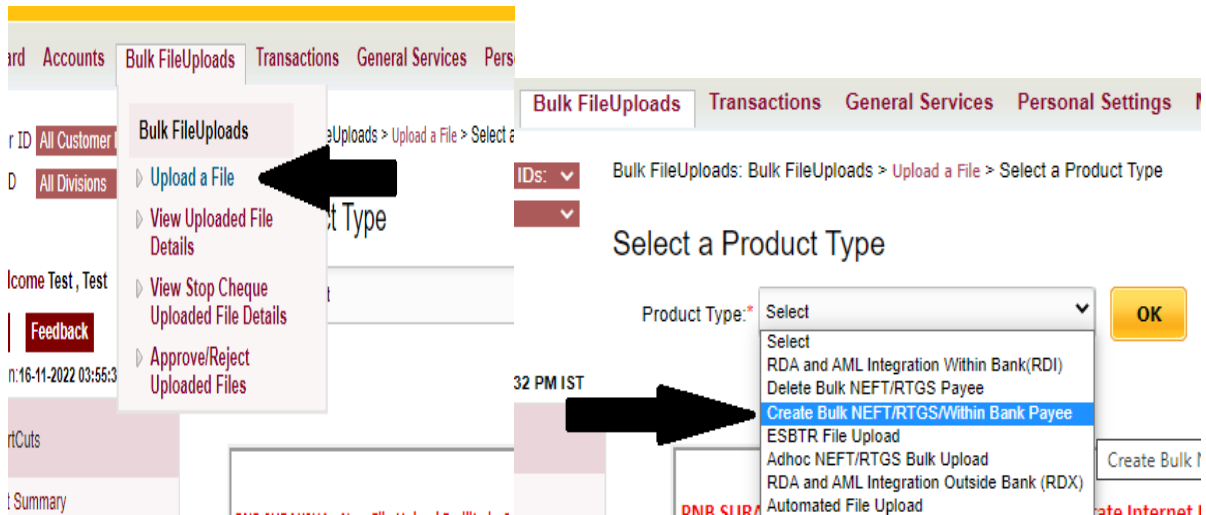 Accounts Bulk FileUploads Transactions General Services
Bulk FileUploads
> Upload a File > Select a
ID All Customer
All Divisions
Upload a File
View Uploaded File
Details
Type
Welcome Test , Test
View Stop Cheque
Uploaded File Details
Feedback
Approve/Reject
Uploaded Files
16-11-2022 03:55:3
Summary
Bulk FileUploads Transactions General Services Personal Settings
IDs:
Bulk FileUploads: Bulk FileUploads > Upload a File > Select a Product Type
Select a Product Type
Product Type:* Select OK
Select
RDA and AML Integration Within Bank(RDI)
Delete Bulk NEFT/RTGS Payee
32 PM IST
Create Bulk NEFT/RTGS/Within Bank Payee
ESBTR File Upload
Adhoc NEFT/RTGS Bulk Upload
Create Bulk
RDA and AML Integration Outside Bank (RDX)
Automated File Upload
PNB
Internet